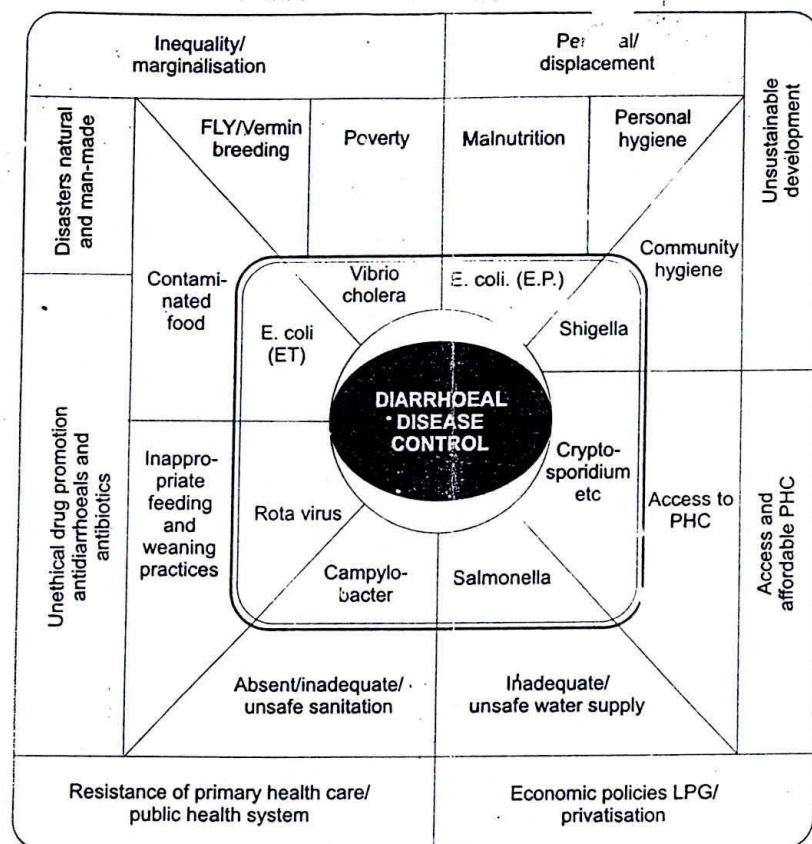 Inequality/
marginalisation
displacement
Unsustainable
development
Disasters natural
and man-made
FLY/Vermin
breeding
Poverty
Malnutrition
Personal
hygiene
Community
hygiene
Contami-
nated
food
E. coli
(ET)
Vibrio
cholera
E. coli. (E.P.)
Shigella
DIARRHOEAL
DISEASE
CONTROL
Unethical drug promotion
antidiarrhoeals and
antibiotics
Inappro-
priate
feeding
and
weaning
practices
Rota virus
Campylo-
bacter
Salmonella
Crypto-
sporidium
etc
Access to
PHC
Access and
affordable PHC
Absent/inadequate/
unsafe sanitation
Inadequate/
unsafe water supply
Resistance of primary health care/
public health system
Economic policies LPG/
privatisation